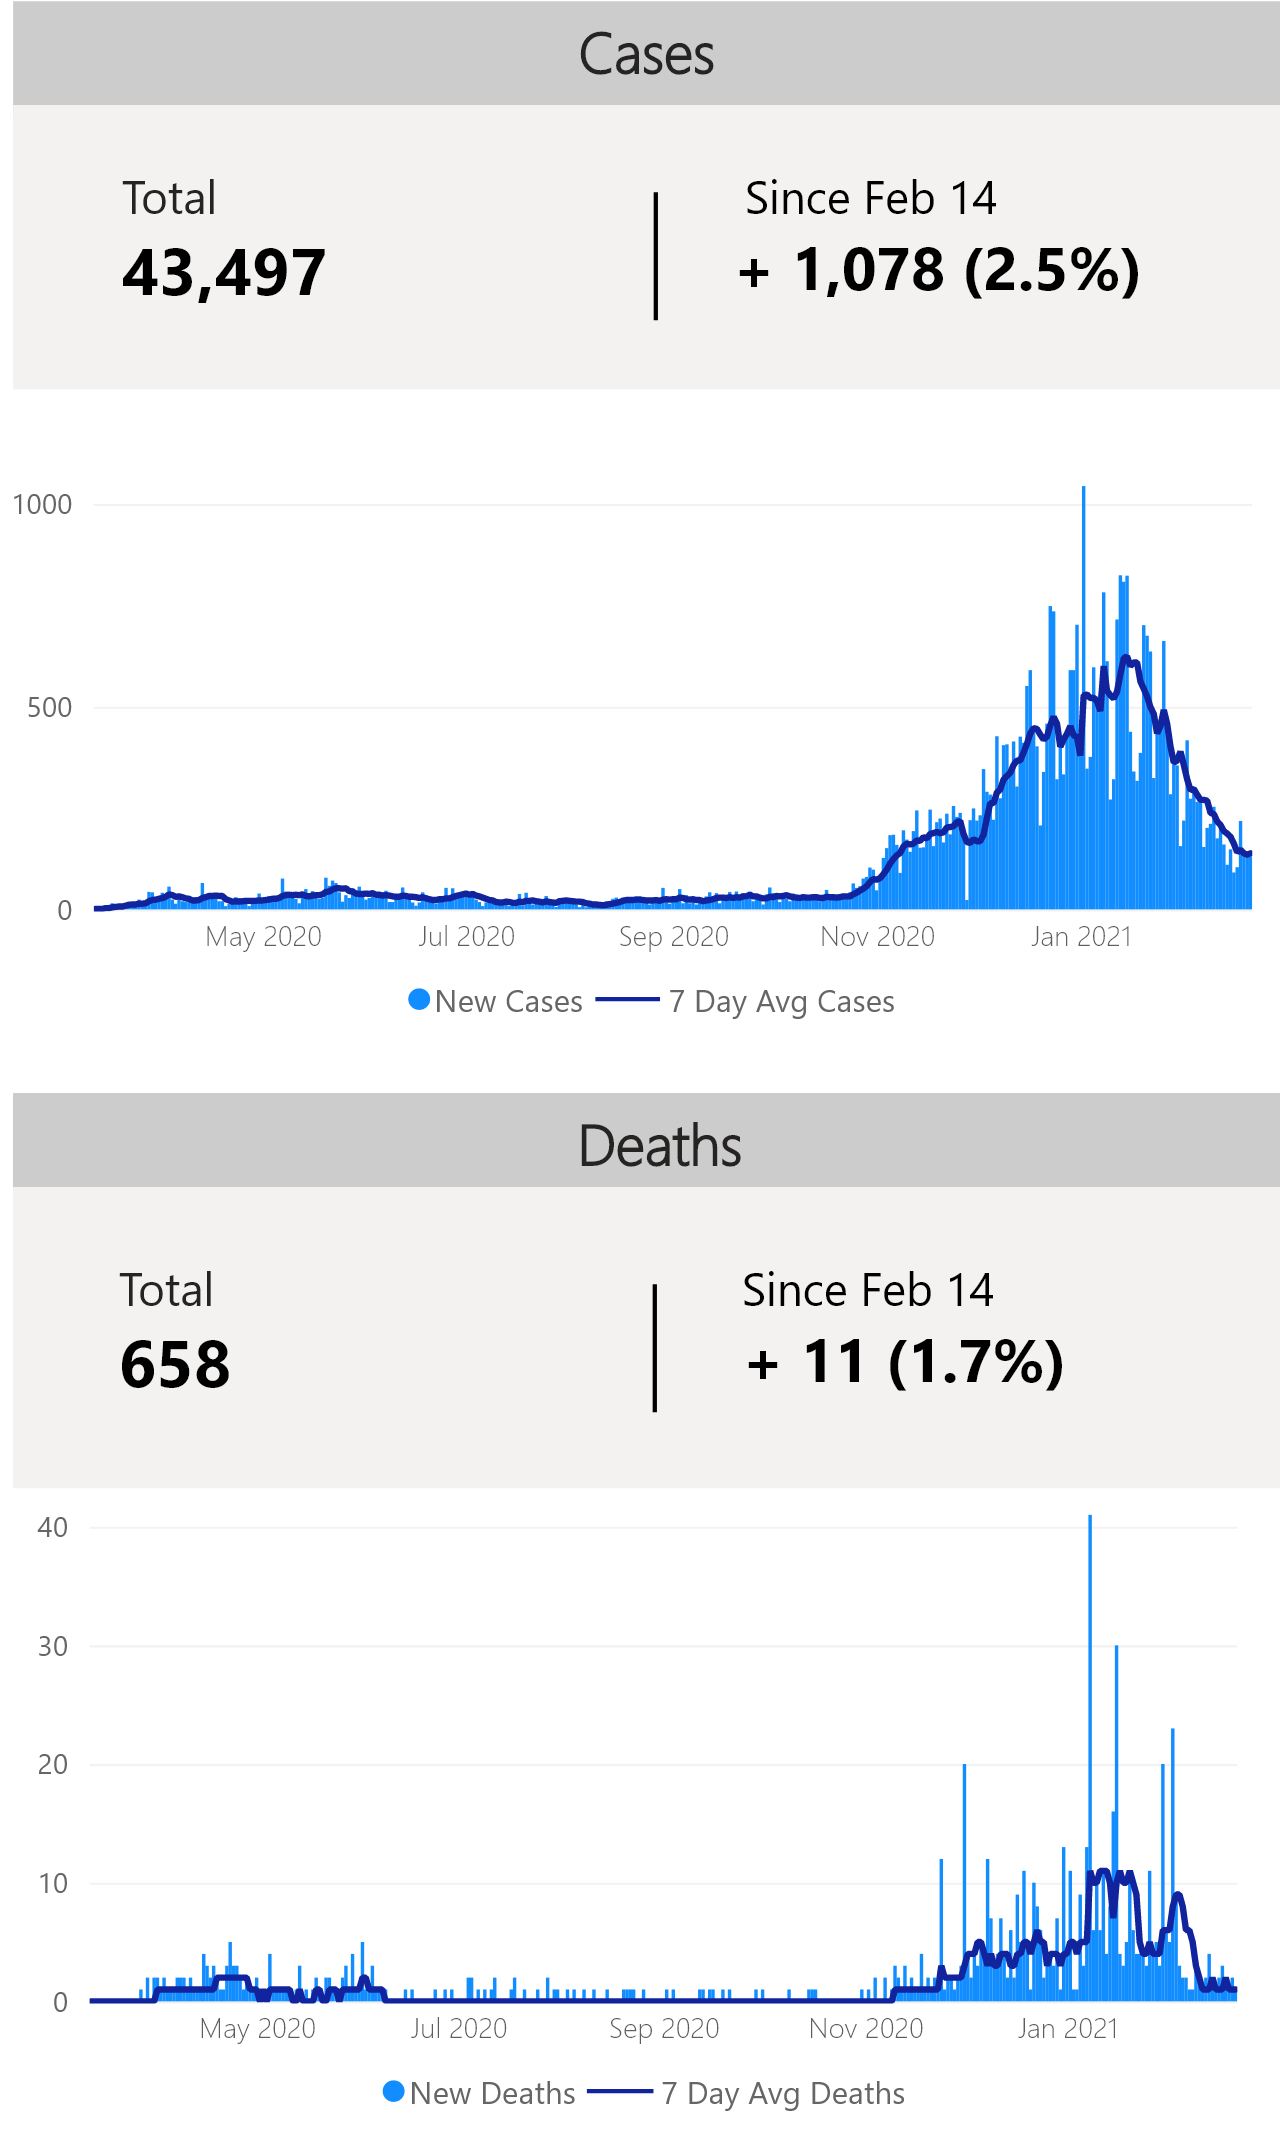 Cases
Total
Since Feb 14
43,497
+ 1,078 (2.5%)
1000
500
0
May 2020
Jul 2020
Sep 2020
Nov 2020
Jan 2021
New Cases
7 Day Avg Cases
Deaths
Total
Since Feb 14
658
+ 11 (1.7%)
40
30
20
10
0
May 2020
Jul 2020
Sep 2020
Nov 2020
Jan 2021
New Deaths
7 Day Avg Deaths